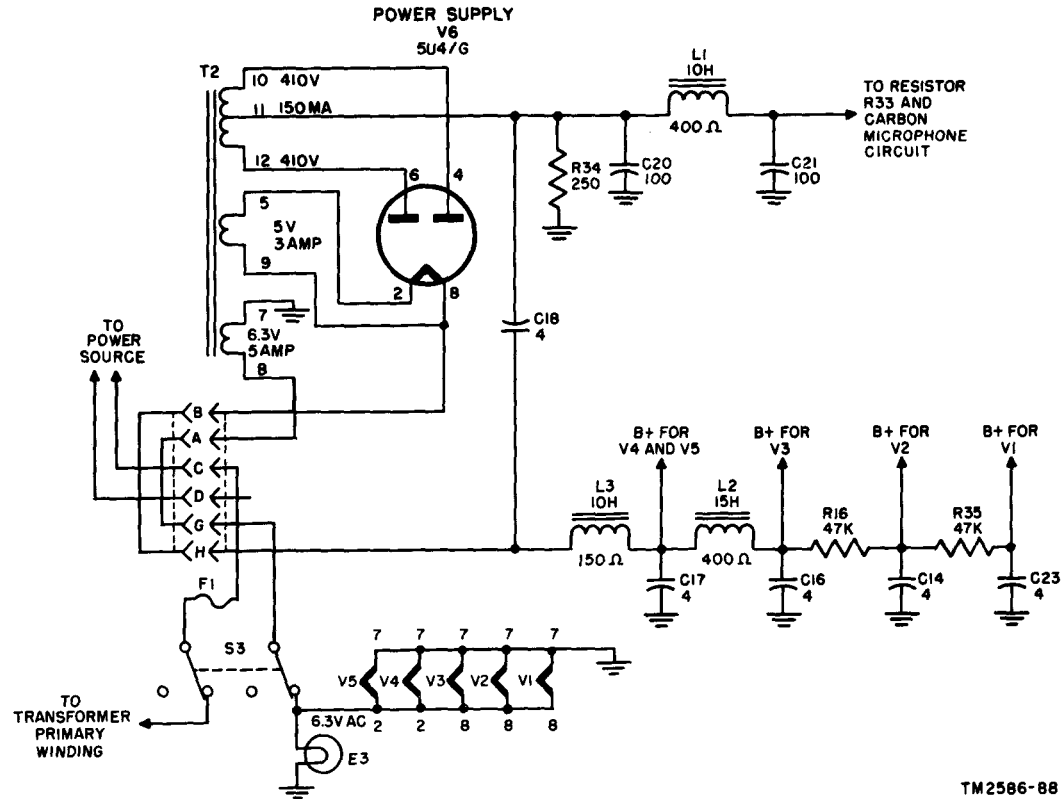 POWER SUPPLY
V6
5U4/G
T2
10 410V
11 150MA
12 410V
6 4
5
5V
3AMP
9
2 8
7
6.3V
5AMP
8
L1
10H
400Ω
TO RESISTOR
R33 AND
CARBON
MICROPHONE
CIRCUIT
R34
250
C20
100
C21
100
C18
4
TO
POWER
SOURCE
B
A
C
D
G
H
F1
S3
TO
TRANSFORMER
PRIMARY
WINDING
B+ FOR
V4 AND V5
B+ FOR
V3
B+ FOR
V2
B+ FOR
V1
L3
10H
150Ω
L2
15H
400Ω
R16
47K
R35
47K
C17
4
C16
4
C14
4
C23
4
7 7 7 7 7
V5 V4 V3 V2 V1
6.3V AC 2 2 8 8 8
E3
TM2586-88